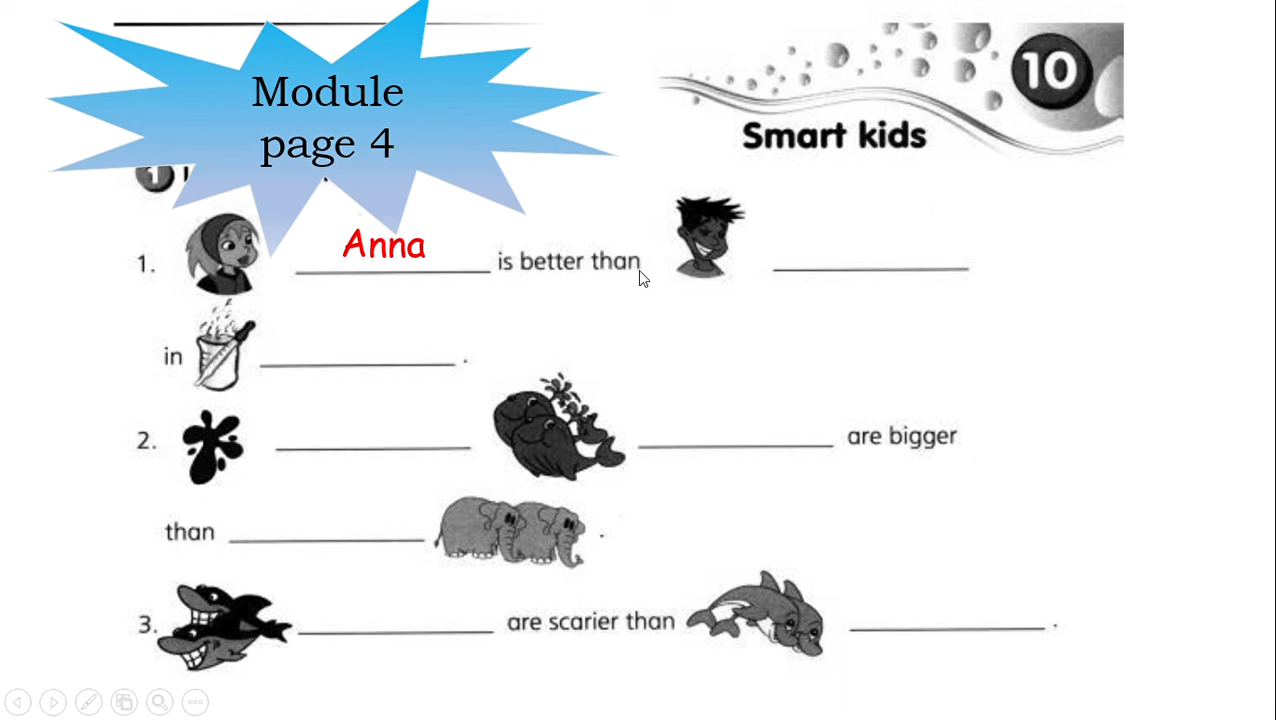 Module
page 4
10
Smart kids
1
Anna
1. is better than
in .
2. are bigger
than .
3. are scarier than .